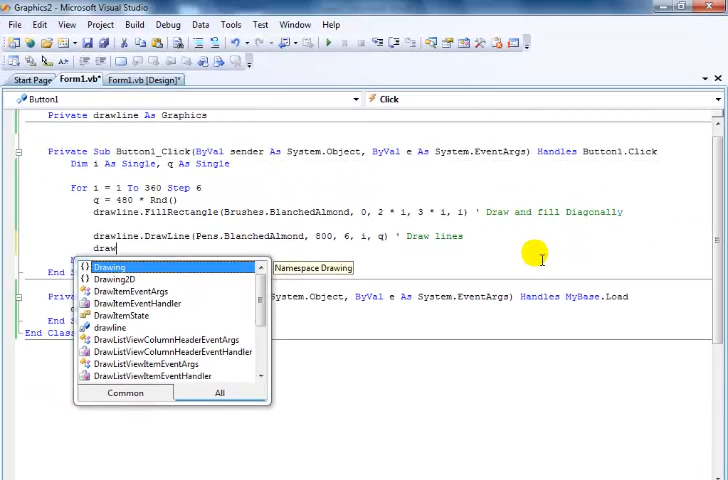 Graphics2 - Microsoft Visual Studio
File Edit View Project Build Debug Data Tools Test Window Help
Start Page Form1.vb* Form1.vb [Design]*
Button1 Click
Private drawline As Graphics
Private Sub Button1_Click(ByVal sender As System.Object, ByVal e As System.EventArgs) Handles Button1.Click
Dim i As Single, q As Single
For i = 1 To 360 Step 6
q = 480 * Rnd()
drawline.FillRectangle(Brushes.BlanchedAlmond, 0, 2 * i, 3 * i, i) ' Draw and fill Diagonally
drawline.DrawLine(Pens.BlanchedAlmond, 800, 6, i, q) ' Draw lines
draw
Drawing
Namespace Drawing
End S
Drawing2D
DrawItemEventArgs
Priv System.Object, ByVal e As System.EventArgs) Handles MyBase.Load
DrawItemEventHandler
DrawItemState
End S
drawline
End Class
DrawListViewColumnHeaderEventArgs
DrawListViewColumnHeaderEventHandler
DrawListViewItemEventArgs
DrawListViewItemEventHandler
Common All